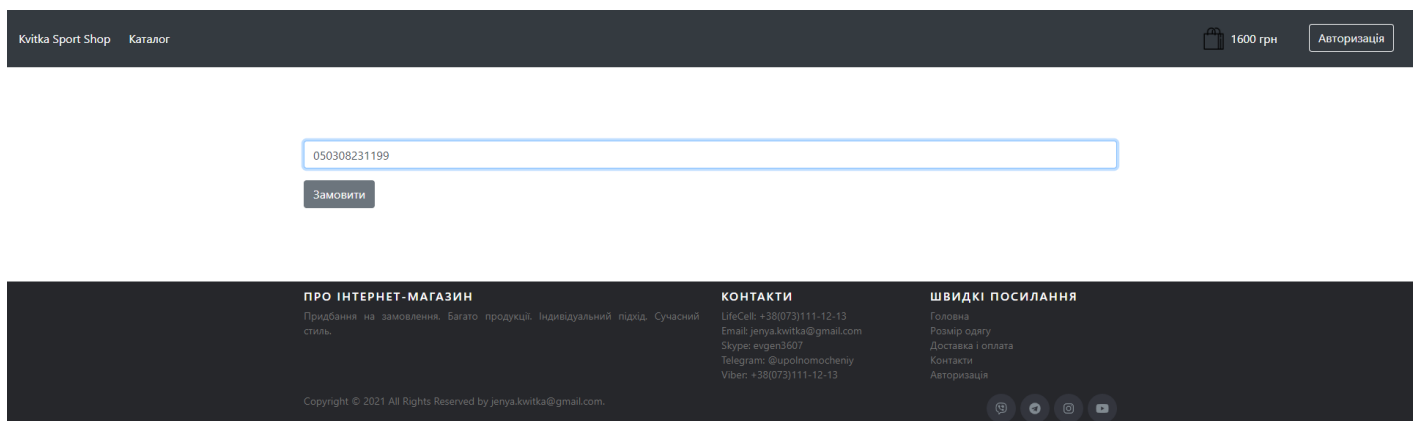 Kvitka Sport Shop Каталог 1600 грн Авторизація
050308231199
Замовити
ПРО ІНТЕРНЕТ-МАГАЗИН
Придбання на замовлення. Багато продукції. Індивідуальний підхід. Сучасний
стиль.
КОНТАКТИ
LifeCell: +38(073)111-12-13
Email: jenya.kwitka@gmail.com
Skype: evgen3607
Telegram: @upolnomocheniy
Viber: +38(073)111-12-13
ШВИДКІ ПОСИЛАННЯ
Головна
Розмір одягу
Доставка і оплата
Контакти
Авторизація
Copyright © 2021 All Rights Reserved by jenya.kwitka@gmail.com.